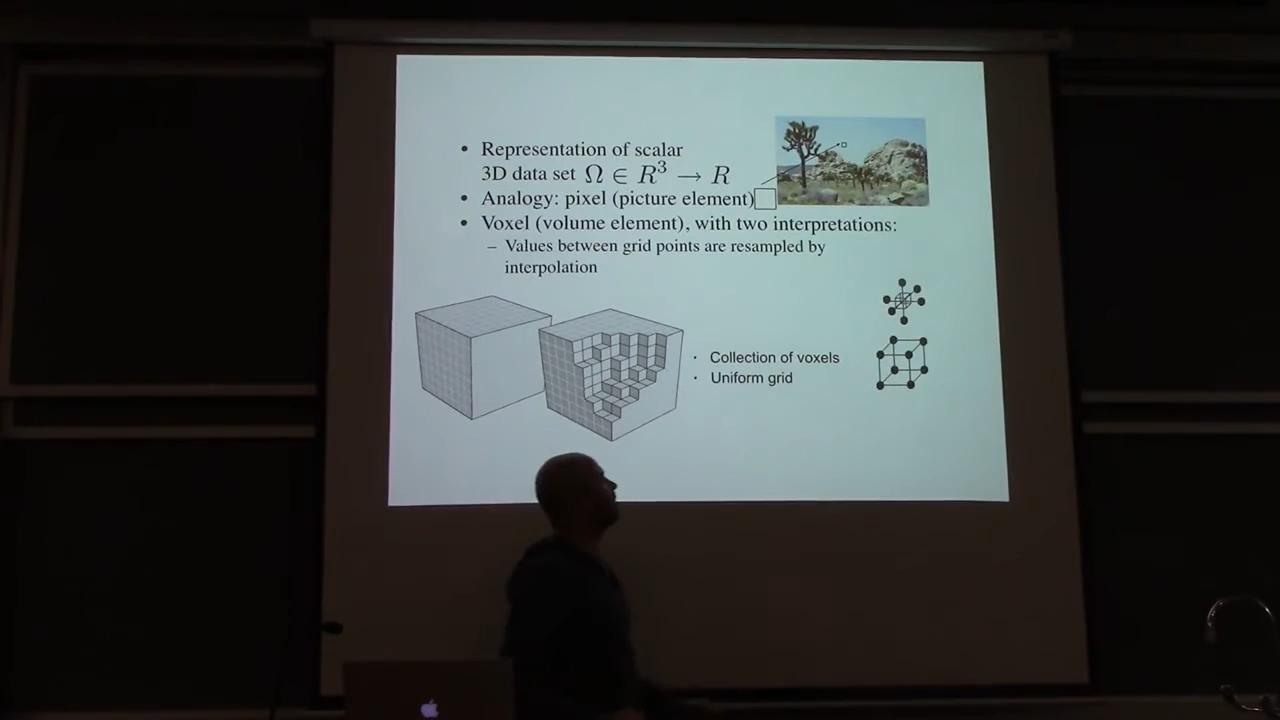 • Representation of scalar
3D data set Ω ∈ R³ → R
• Analogy: pixel (picture element)
• Voxel (volume element), with two interpretations:
– Values between grid points are resampled by
interpolation
· Collection of voxels
· Uniform grid